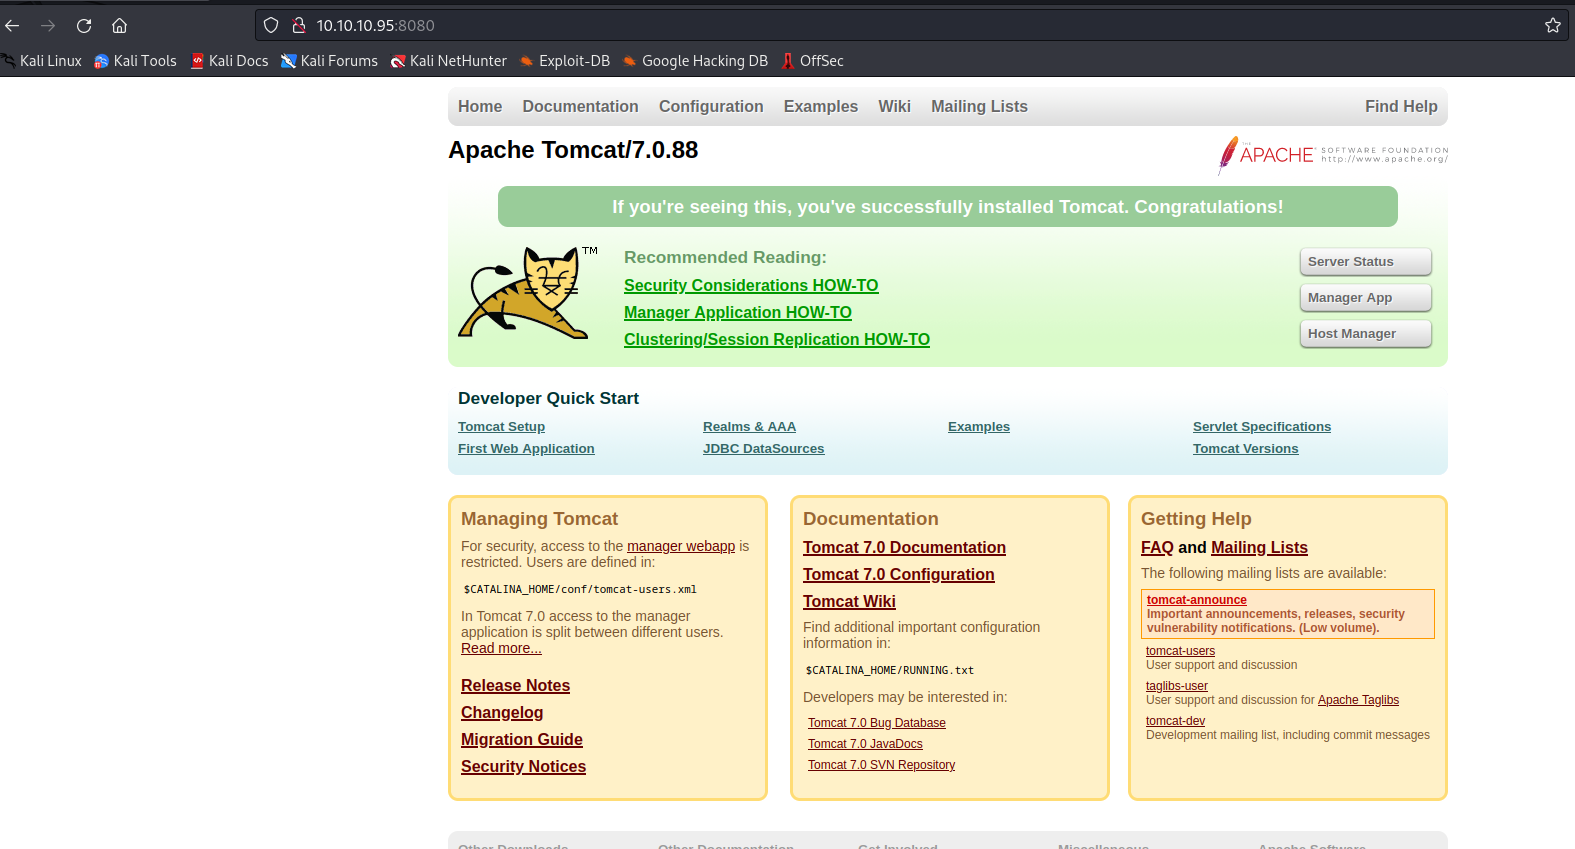 10.10.10.95:8080
Kali Linux Kali Tools Kali Docs Kali Forums Kali NetHunter Exploit-DB Google Hacking DB OffSec
Home Documentation Configuration Examples Wiki Mailing Lists Find Help
Apache Tomcat/7.0.88
THE APACHE SOFTWARE FOUNDATION
http://www.apache.org/
If you're seeing this, you've successfully installed Tomcat. Congratulations!
TM
Recommended Reading:
Security Considerations HOW-TO
Manager Application HOW-TO
Clustering/Session Replication HOW-TO
Server Status
Manager App
Host Manager
Developer Quick Start
Tomcat Setup
First Web Application
Realms & AAA
JDBC DataSources
Examples
Servlet Specifications
Tomcat Versions
Managing Tomcat
For security, access to the manager webapp is
restricted. Users are defined in:
$CATALINA_HOME/conf/tomcat-users.xml
In Tomcat 7.0 access to the manager
application is split between different users.
Read more...
Release Notes
Changelog
Migration Guide
Security Notices
Documentation
Tomcat 7.0 Documentation
Tomcat 7.0 Configuration
Tomcat Wiki
Find additional important configuration
information in:
$CATALINA_HOME/RUNNING.txt
Developers may be interested in:
Tomcat 7.0 Bug Database
Tomcat 7.0 JavaDocs
Tomcat 7.0 SVN Repository
Getting Help
FAQ and Mailing Lists
The following mailing lists are available:
tomcat-announce
Important announcements, releases, security
vulnerability notifications. (Low volume).
tomcat-users
User support and discussion
taglibs-user
User support and discussion for Apache Taglibs
tomcat-dev
Development mailing list, including commit messages
Other Downloads Other Documentation Get Involved Miscellaneous Apache Software